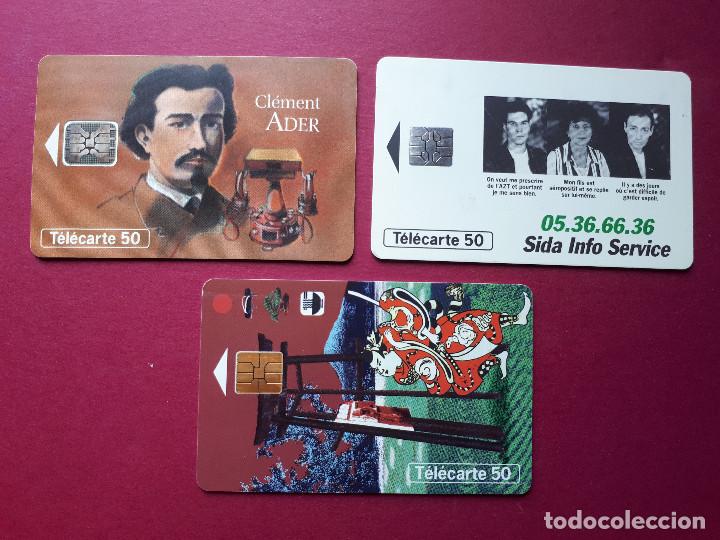 Clément
ADER
Télécarte 50
On veut me prescrire
de l'AZT et pourtant
je me sens bien.
Mon fils est
séropositif et se replie
sur lui-même.
Il y a des jours
où c'est difficile de
garder espoir.
05.36.66.36
Sida Info Service
Télécarte 50
Télécarte 50
todocoleccion.net